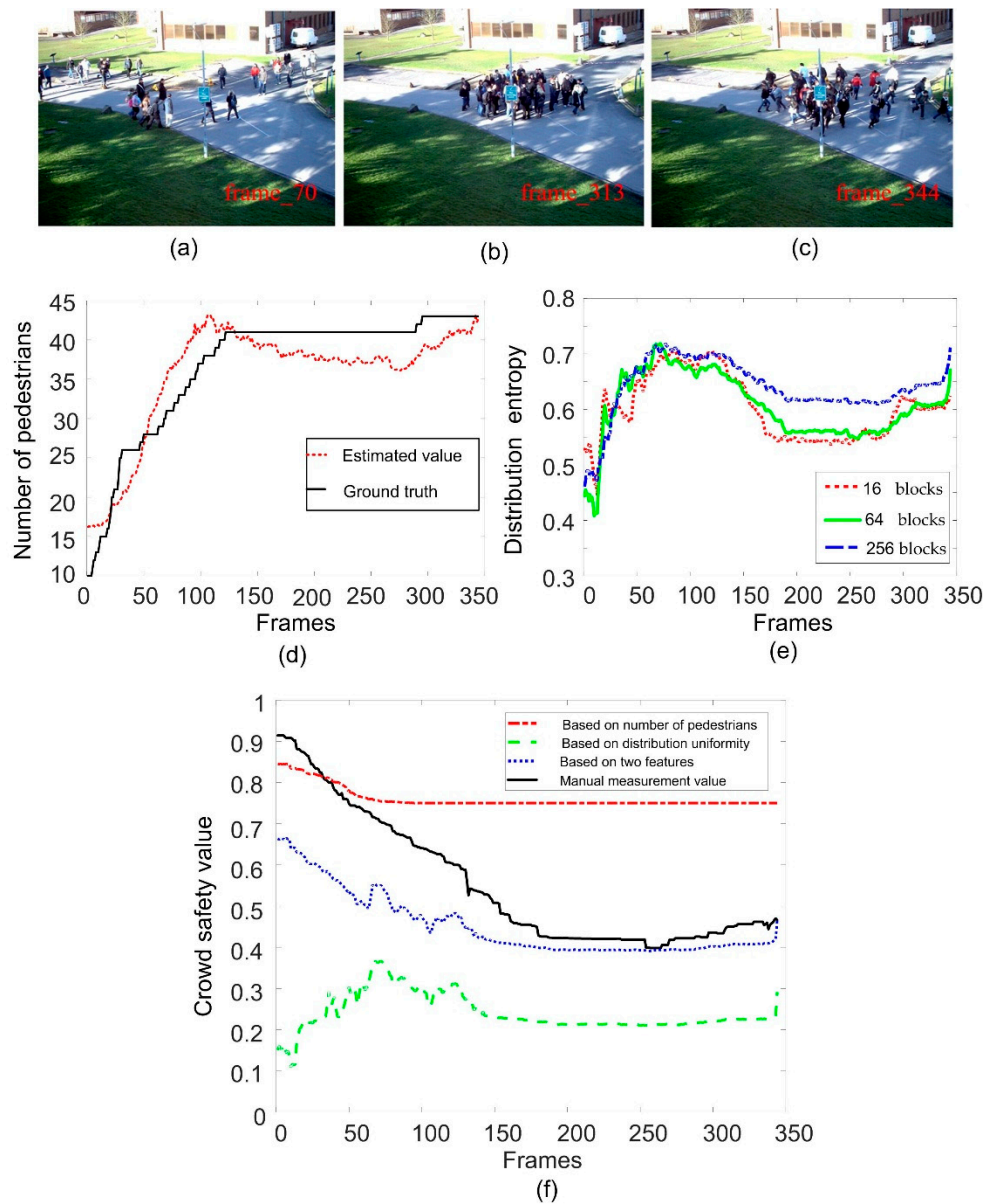 frame_70
frame_313
frame_344
(a)
(b)
(c)
Number of pedestrians
45
40
35
30
25
20
15
10
Estimated value
Ground truth
0 50 100 150 200 250 300 350
Frames
(d)
Distribution entropy
0.8
0.7
0.6
0.5
0.4
0.3
16 blocks
64 blocks
256 blocks
0 50 100 150 200 250 300 350
Frames
(e)
Crowd safety value
1
0.9
0.8
0.7
0.6
0.5
0.4
0.3
0.2
0.1
0
Based on number of pedestrians
Based on distribution uniformity
Based on two features
Manual measurement value
0 50 100 150 200 250 300 350
Frames
(f)